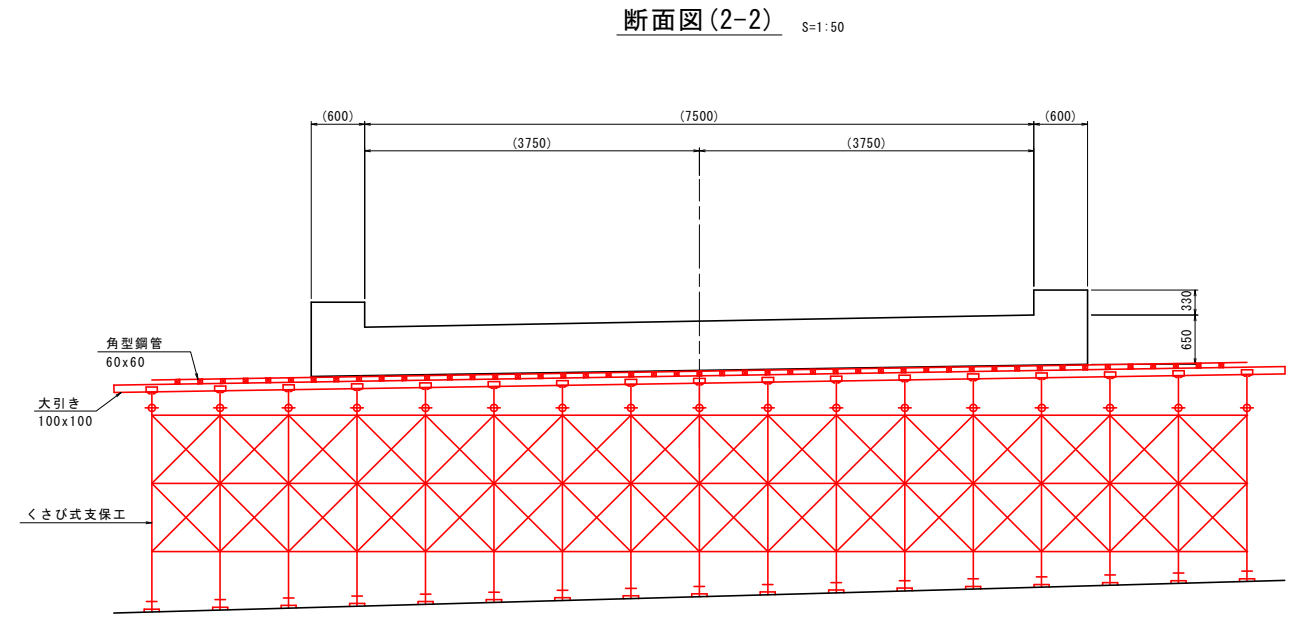 断面図(2-2) S=1:50
(600) (7500) (600)
(3750) (3750)
330
650
角型鋼管
60x60
大引き
100x100
くさび式支保工